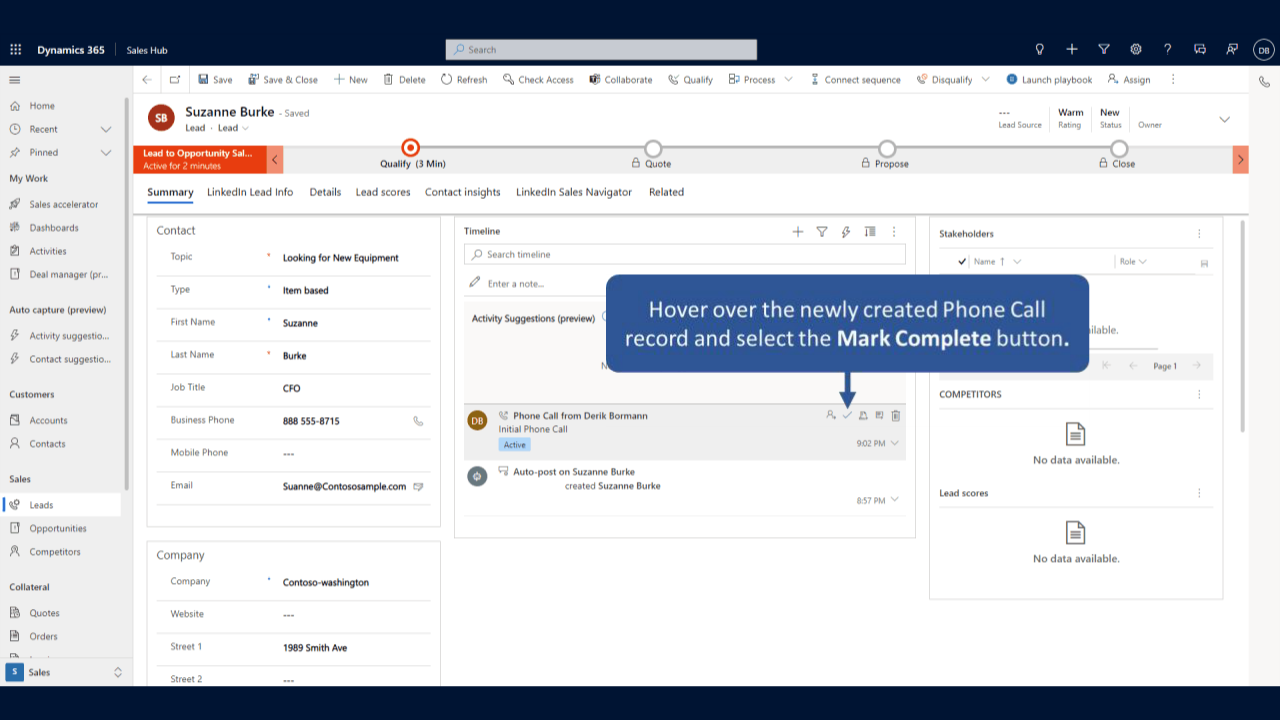 Dynamics 365
Sales Hub
Search
DB
Save
Save & Close
New
Delete
Refresh
Check Access
Collaborate
Qualify
Process
Connect sequence
Disqualify
Launch playbook
Assign
Home
Recent
Pinned
My Work
Sales accelerator
Dashboards
Activities
Deal manager (pr...
Auto capture (preview)
Activity suggestio...
Contact suggestio...
Customers
Accounts
Contacts
Sales
Leads
Opportunities
Competitors
Collateral
Quotes
Orders
S
Sales
SB
Suzanne Burke - Saved
Lead · Lead
---
Lead Source
Warm
Rating
New
Status
Owner
Lead to Opportunity Sal...
Active for 2 minutes
Qualify (3 Min)
Quote
Propose
Close
Summary
LinkedIn Lead Info
Details
Lead scores
Contact insights
LinkedIn Sales Navigator
Related
Contact
Topic * Looking for New Equipment
Type * Item based
First Name * Suzanne
Last Name * Burke
Job Title CFO
Business Phone 888 555-8715
Mobile Phone ---
Email Suanne@Contososample.com
Company
Company * Contoso-washington
Website ---
Street 1 1989 Smith Ave
Street 2 ---
Timeline
Search timeline
Enter a note...
Activity Suggestions (preview)
Hover over the newly created Phone Call
record and select the Mark Complete button.
DB
Phone Call from Derik Bormann
Initial Phone Call
Active
9:02 PM
Auto-post on Suzanne Burke
created Suzanne Burke
8:57 PM
Stakeholders
Name ↑
Role
Page 1
COMPETITORS
No data available.
Lead scores
No data available.